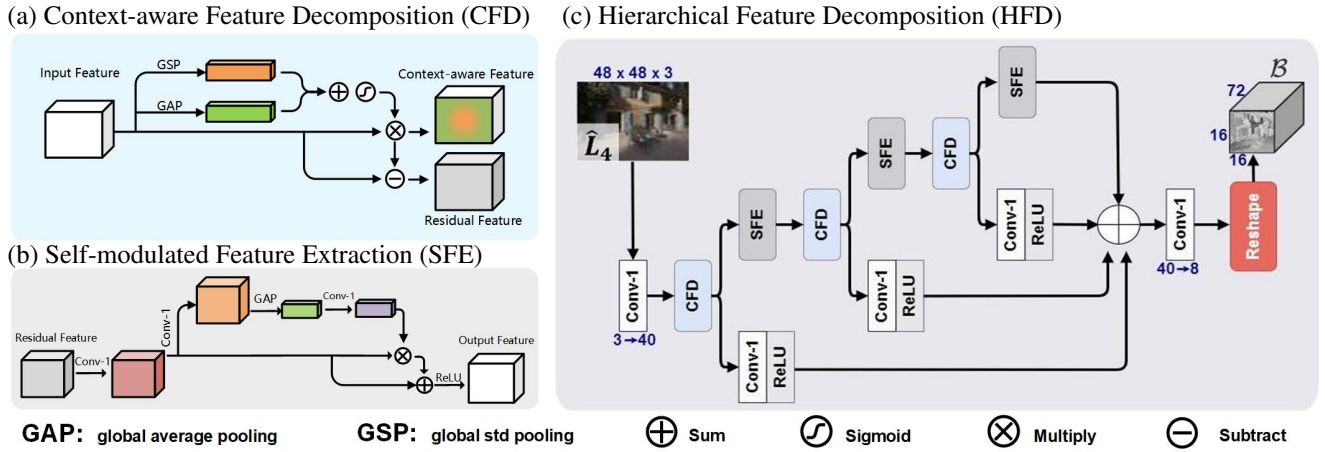 (a) Context-aware Feature Decomposition (CFD)
Input Feature
GSP
GAP
Context-aware Feature
Residual Feature
(b) Self-modulated Feature Extraction (SFE)
Residual Feature
Conv-1
Conv-1
GAP
Conv-1
ReLU
Output Feature
(c) Hierarchical Feature Decomposition (HFD)
48 x 48 x 3
L̂₄
Conv-1
3→40
CFD
SFE
CFD
SFE
CFD
SFE
Conv-1
ReLU
Conv-1
ReLU
Conv-1
ReLU
Conv-1
40→8
Reshape
ℬ
72
16
16
GAP: global average pooling
GSP: global std pooling
Sum
Sigmoid
Multiply
Subtract